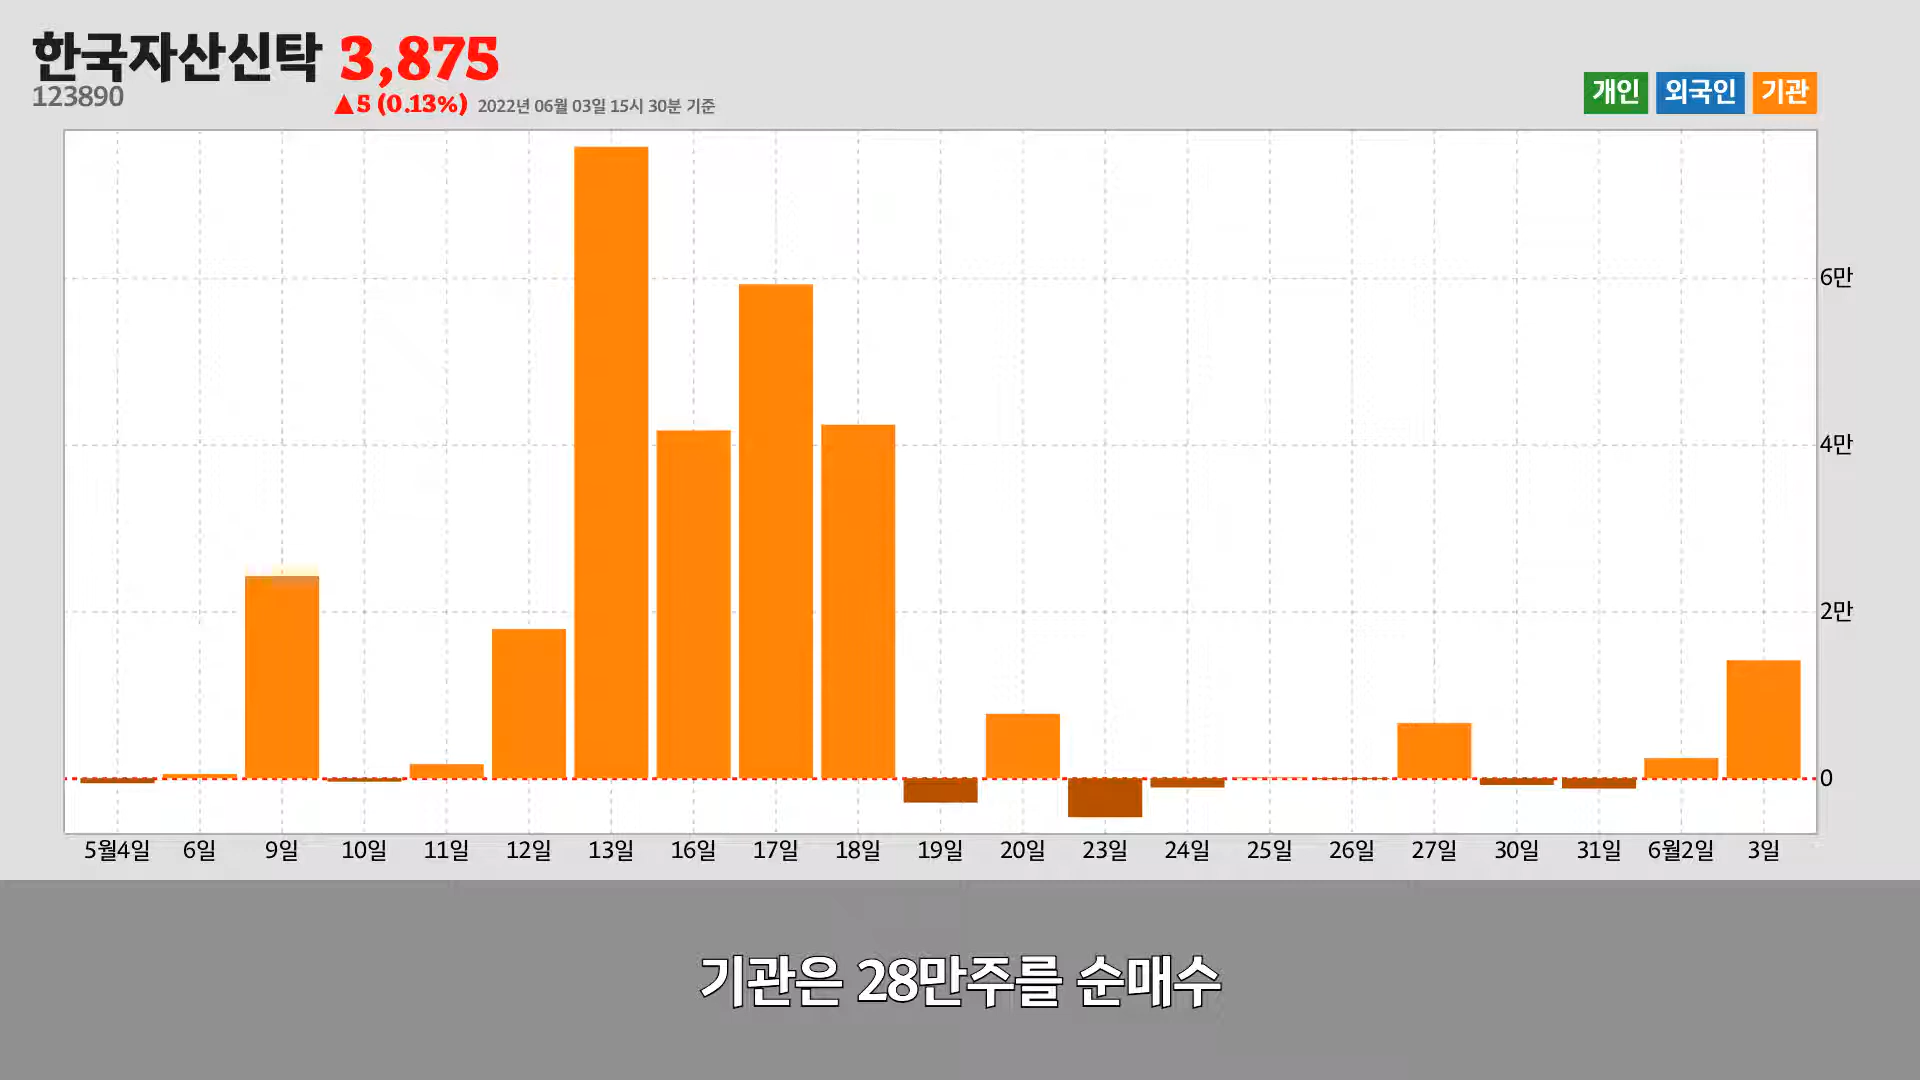 한국자산신탁 3,875
123890
▲5 (0.13%) 2022년 06월 03일 15시 30분 기준
개인 외국인 기관
6만
4만
2만
0
5월4일 6일 9일 10일 11일 12일 13일 16일 17일 18일 19일 20일 23일 24일 25일 26일 27일 30일 31일 6월2일 3일
기관은 28만주를 순매수